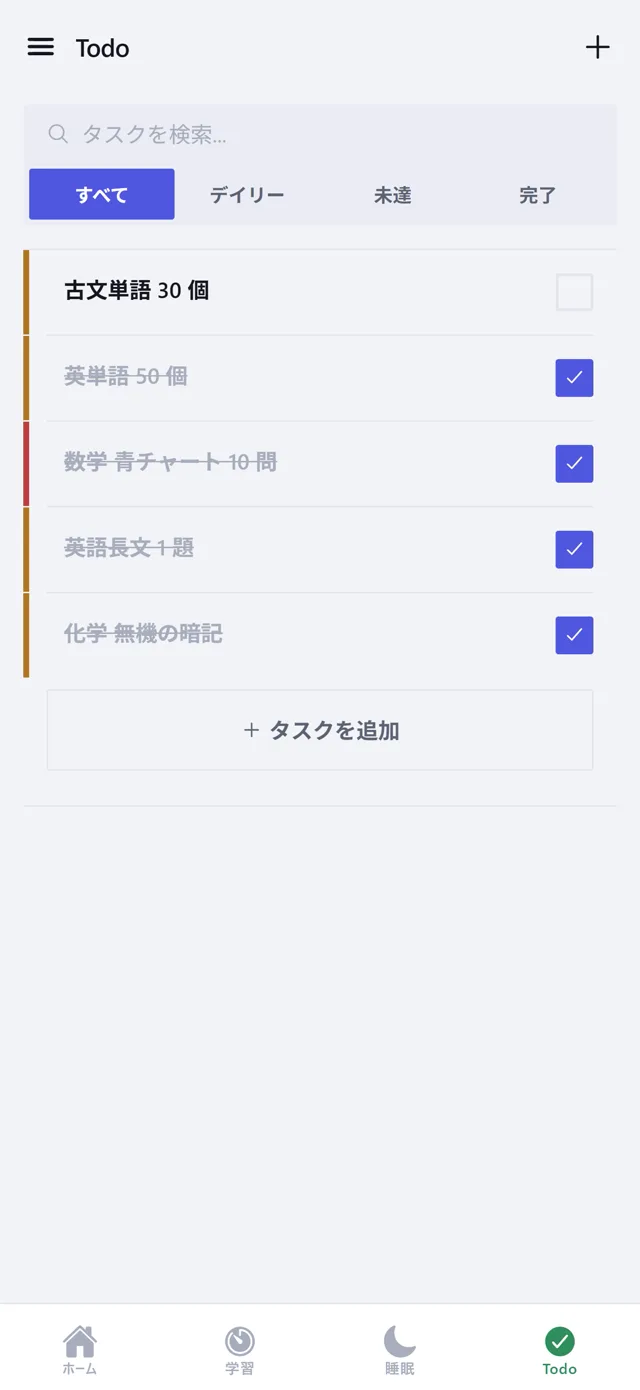 Todo
タスクを検索...
すべて デイリー 未達 完了
古文単語 30 個
英単語 50 個
数学 青チャート 10 問
英語長文 1 題
化学 無機の暗記
+ タスクを追加
ホーム 学習 睡眠 Todo